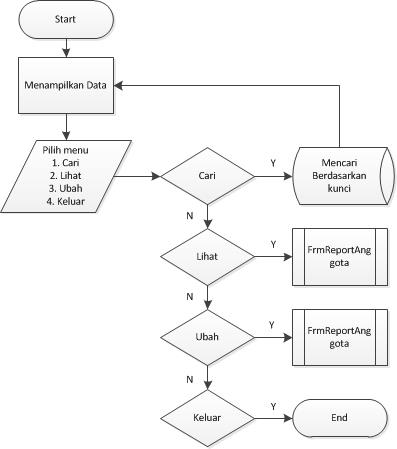 Start
Menampilkan Data
Pilih menu
1. Cari
2. Lihat
3. Ubah
4. Keluar
Cari
Y
Mencari
Berdasarkan
kunci
N
Lihat
Y
FrmReportAng
gota
N
Ubah
Y
FrmReportAng
gota
N
Keluar
Y
End